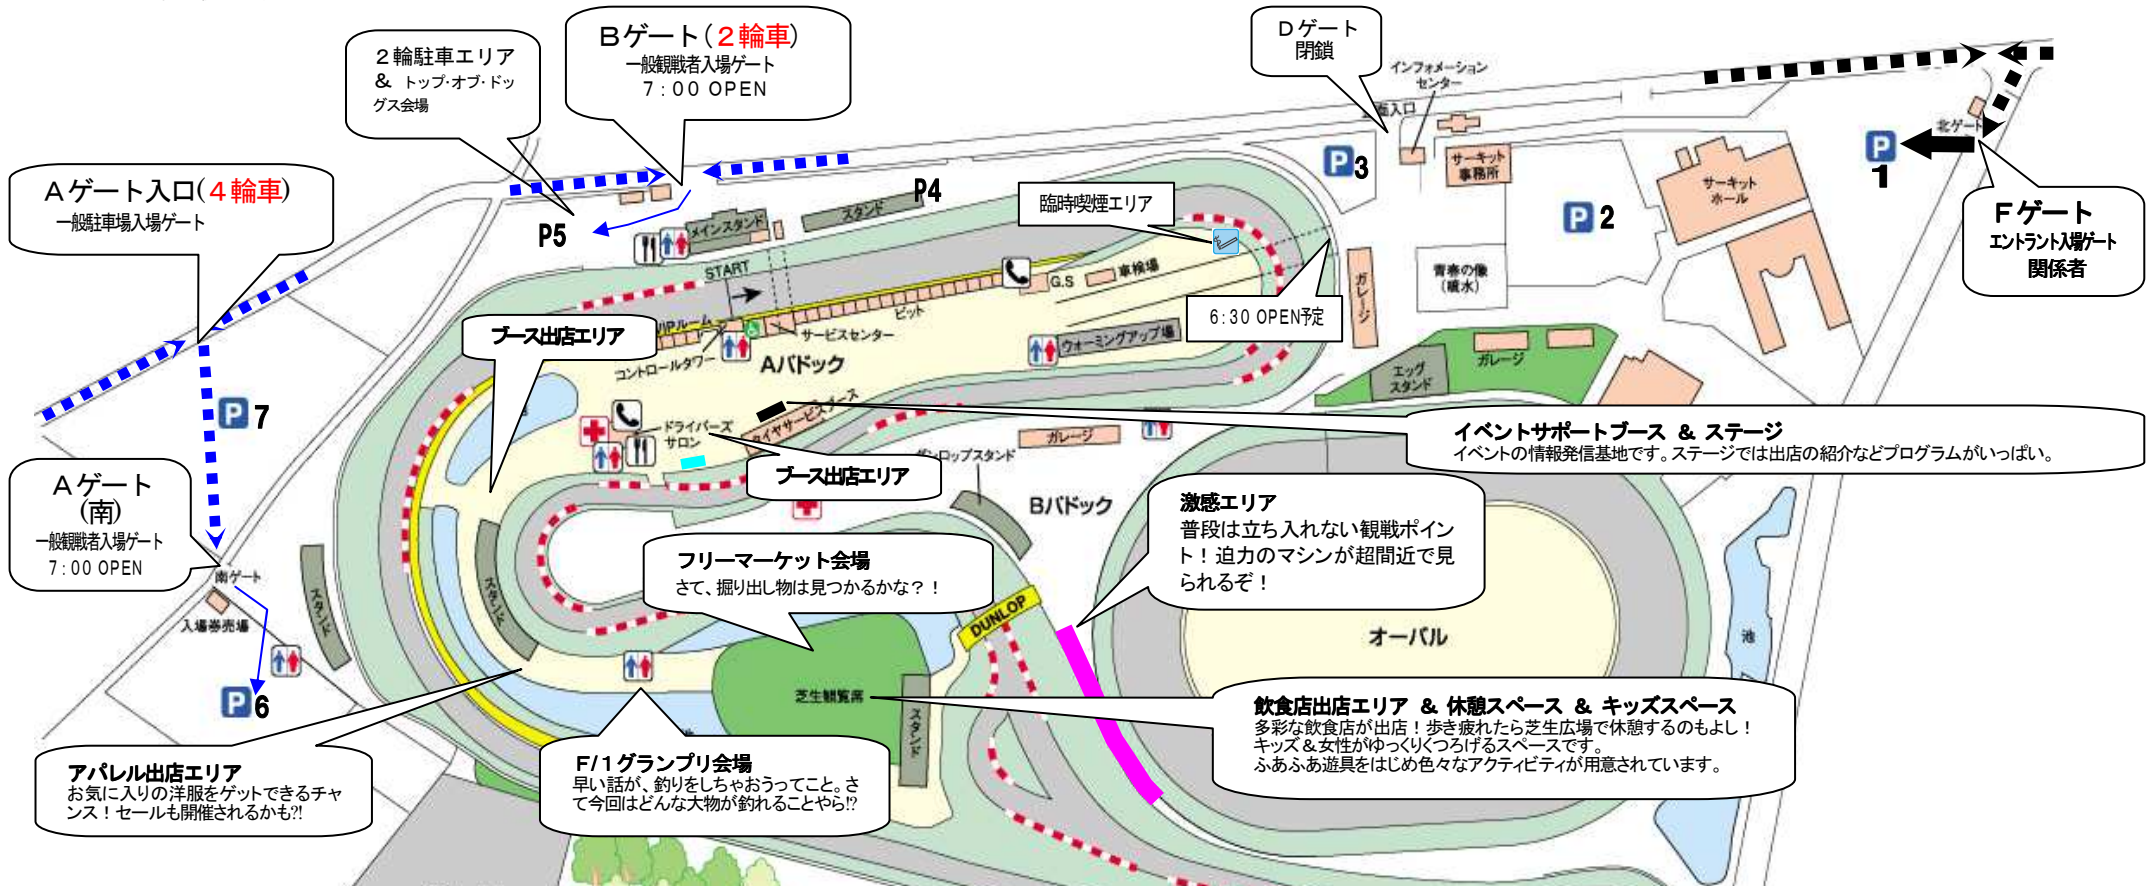 Bゲート(２輪車)
一般観戦者入場ゲート
7：00 OPEN
２輪駐車エリア
＆ トップ・オブ・ドッ
グス会場
Dゲート
閉鎖
インフォメーション
センター
Aゲート入口(４輪車)
一般駐車場入場ゲート
北ゲート
P
1
Fゲート
エントラント入場ゲート
関係者
P3
サーキット
事務所
サーキット
ホール
P2
P4
P5
臨時喫煙エリア
メインスタンド
スタンド
START
G.S
車検場
ガレージ
青春の像
(噴水)
6：30 OPEN予定
VIPルーム
ピット
サービスセンター
コントロールタワー
Aパドック
ウォーミングアップ場
ブース出店エリア
エッグ
スタンド
ガレージ
P7
ドライバーズ
サロン
タイヤサービスブース
ガレージ
ブース出店エリア
Bパドック
イベントサポートブース ＆ ステージ
イベントの情報発信基地です。ステージでは出店の紹介などプログラムがいっぱい。
Aゲート
(南)
一般観戦者入場ゲート
7：00 OPEN
南ゲート
入場券売場
スタンド
スタンド
フリーマーケット会場
さて、掘り出し物は見つかるかな？！
激感エリア
普段は立ち入れない観戦ポイン
ト！迫力のマシンが超間近で見
られるぞ！
DUNLOP
オーバル
池
P6
芝生観覧席
スタンド
飲食店出店エリア ＆ 休憩スペース ＆ キッズスペース
多彩な飲食店が出店！歩き疲れたら芝生広場で休憩するのもよし！
キッズ＆女性がゆっくりくつろげるスペースです。
ふあふあ遊具をはじめ色々なアクティビティが用意されています。
アパレル出店エリア
お気に入りの洋服をゲットできるチャ
ンス！セールも開催されるかも?!
F/1グランプリ会場
早い話が、釣りをしちゃおうってこと。さ
て今回はどんな大物が釣れることやら!?